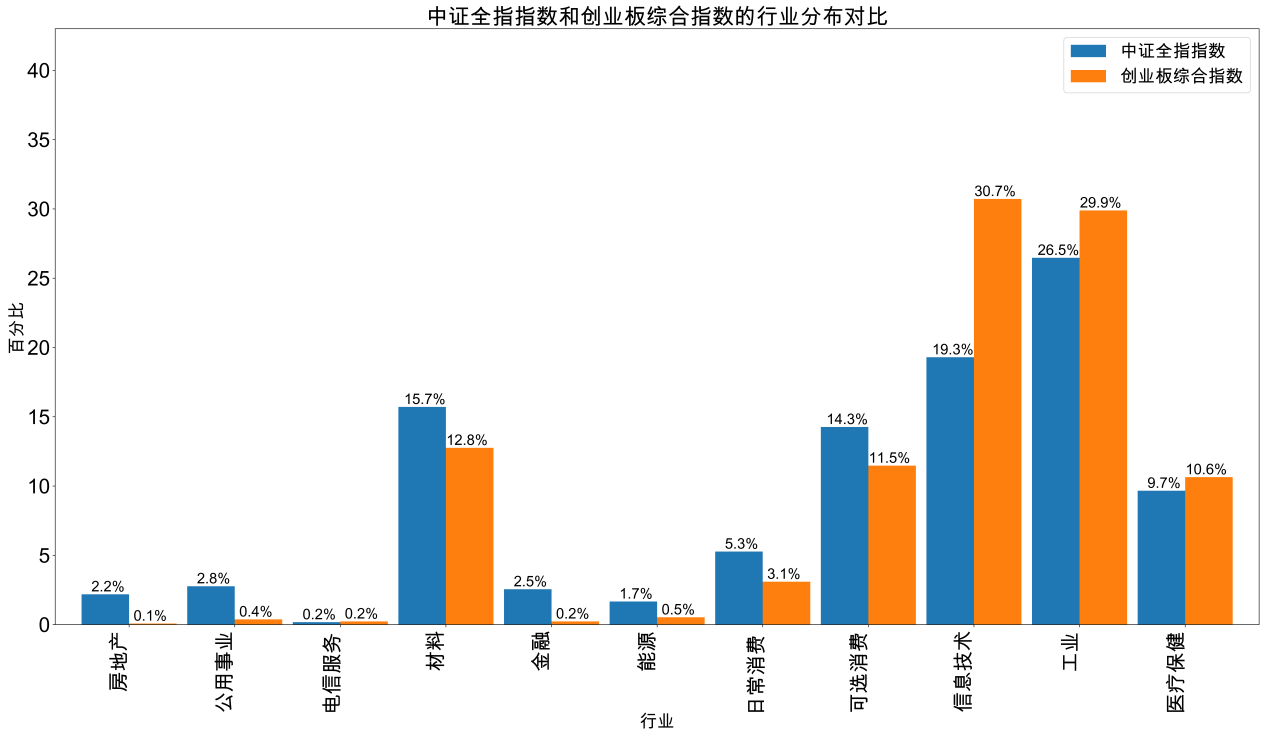 中证全指指数和创业板综合指数的行业分布对比
中证全指指数
创业板综合指数
百分比
40
35
30
25
20
15
10
5
0
2.2%
0.1%
2.8%
0.4%
0.2%
0.2%
15.7%
12.8%
2.5%
0.2%
1.7%
0.5%
5.3%
3.1%
14.3%
11.5%
19.3%
30.7%
26.5%
29.9%
9.7%
10.6%
房地产
公用事业
电信服务
材料
金融
能源
日常消费
可选消费
信息技术
工业
医疗保健
行业